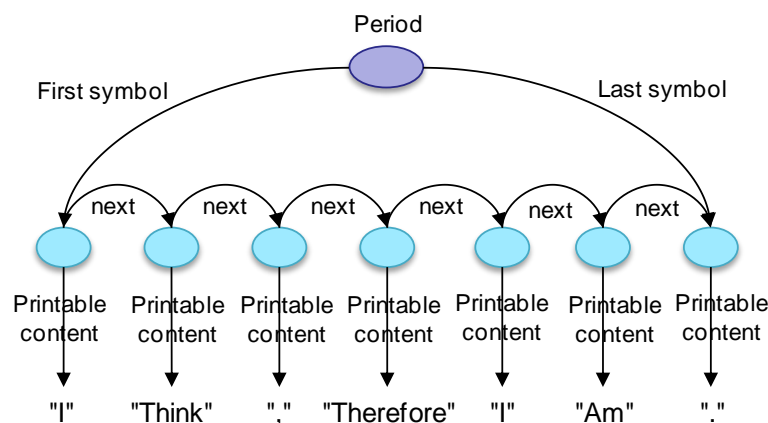 Period
First symbol
Last symbol
next next next next next next
Printable Printable Printable Printable Printable Printable Printable
content content content content content content content
"I" "Think" "," "Therefore" "I" "Am" "."